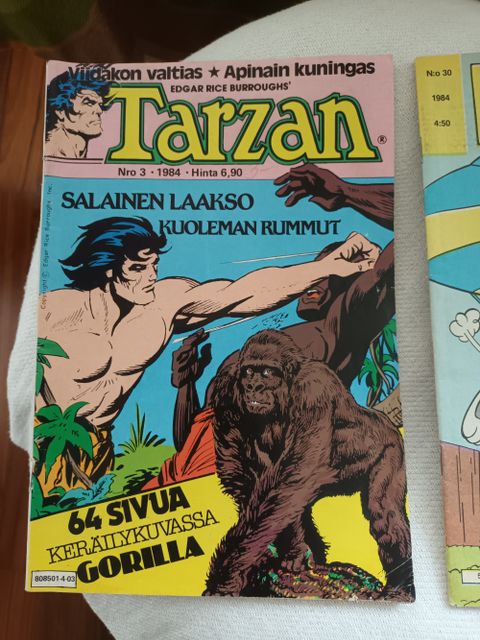 Viidakon valtias ★ Apinain kuningas
EDGAR RICE BURROUGHS'
Tarzan®
Nro 3 · 1984 · Hinta 6,90
SALAINEN LAAKSO
KUOLEMAN RUMMUT
Copyright © Edgar Rice Burroughs Inc.
64 SIVUA
KERÄILYKUVASSA
GORILLA
808501-4-03
N:o 30
1984
4:50